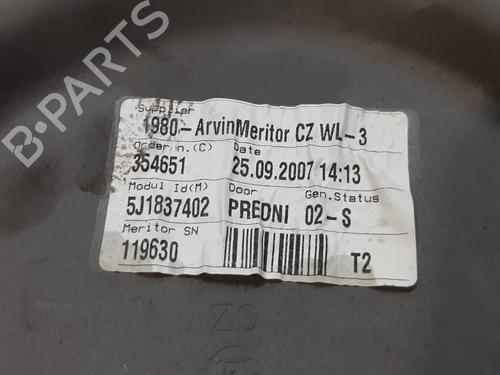 Supplier
1980-ArvinMeritor CZ WL-3
Order n.(C) Date
354651 25.09.2007 14:13
Modul Id(M) Door Gen.Status
5J1837402 PREDNI 02-S
Meritor SN
119630 T2
CZ
B-PARTS